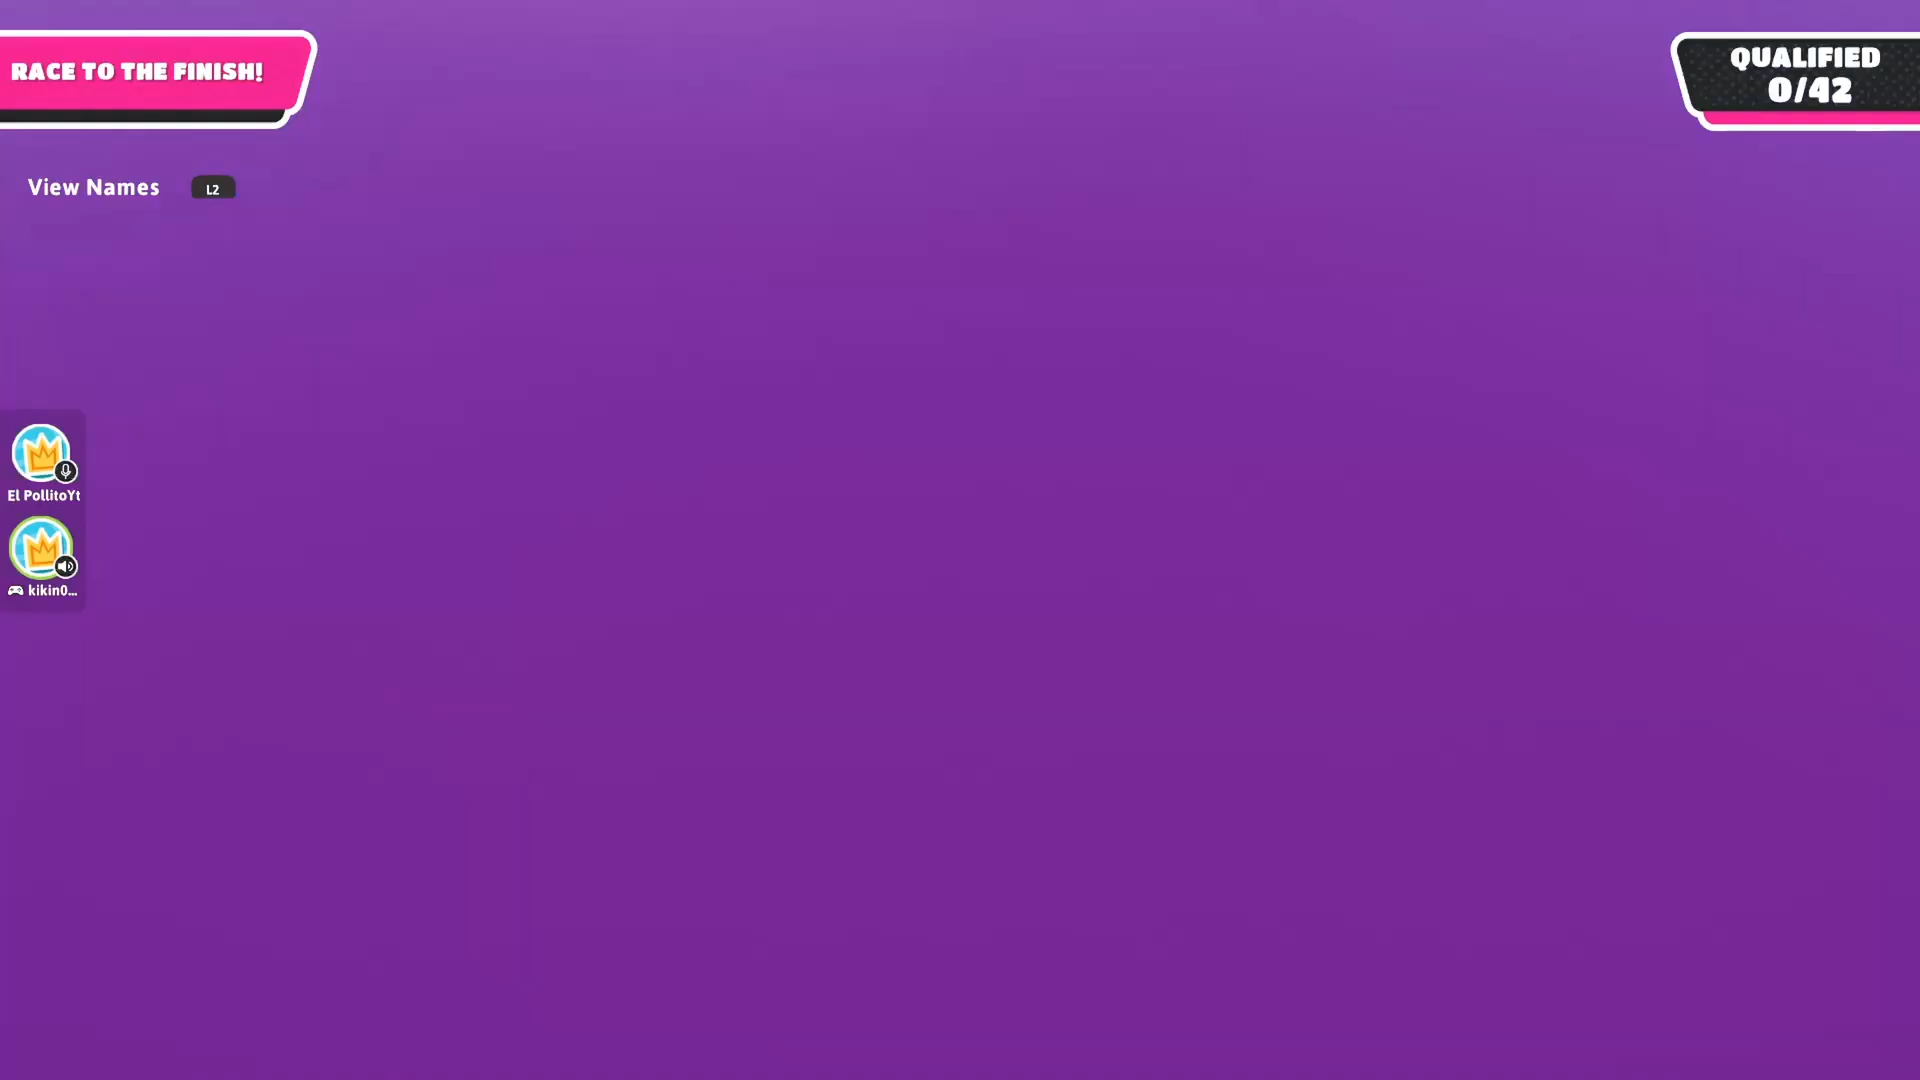 RACE TO THE FINISH!
QUALIFIED
0/42
View Names L2
El PollitoYt
kikin0...